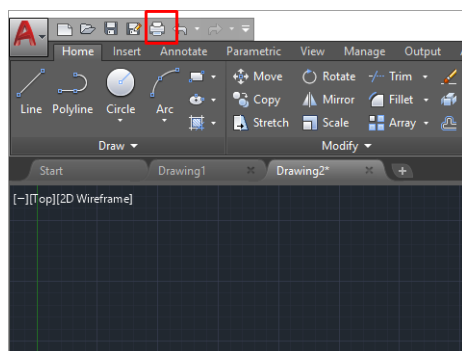 A
Home Insert Annotate Parametric View Manage Output
Line Polyline Circle Arc
Move Rotate Trim
Copy Mirror Fillet
Stretch Scale Array
Draw Modify
Start Drawing1 Drawing2*
[−][Top][2D Wireframe]